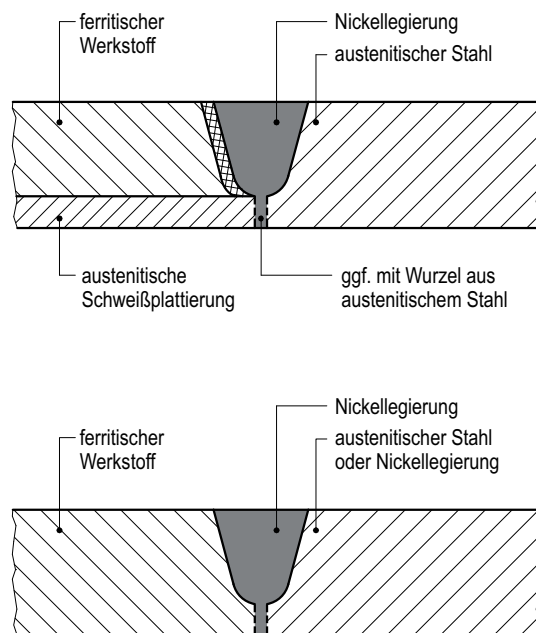 ferritischer
Werkstoff
Nickellegierung
austenitischer Stahl
austenitische
Schweißplattierung
ggf. mit Wurzel aus
austenitischem Stahl
ferritischer
Werkstoff
Nickellegierung
austenitischer Stahl
oder Nickellegierung